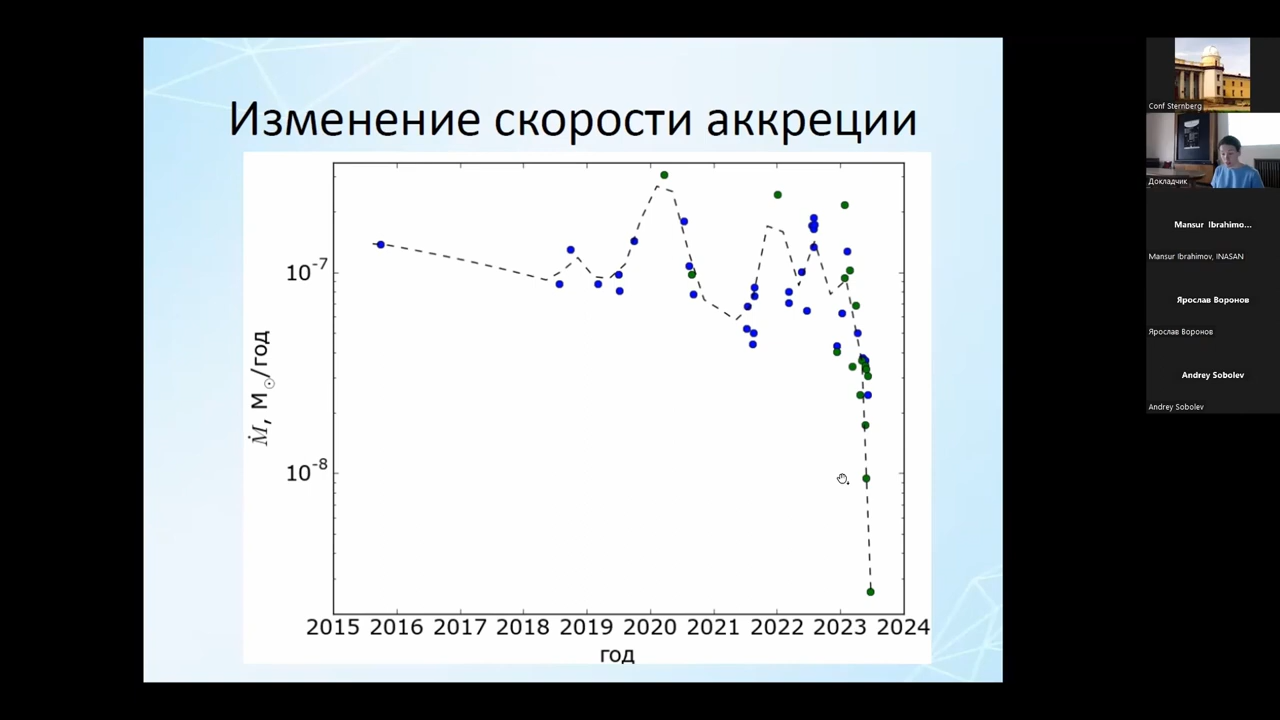 Изменение скорости аккреции
10⁻⁷
10⁻⁸
Ṁ, M☉/год
2015 2016 2017 2018 2019 2020 2021 2022 2023 2024
год
Conf Sternberg
Докладчик
Mansur Ibrahimo...
Mansur Ibrahimov, INASAN
Ярослав Воронов
Ярослав Воронов
Andrey Sobolev
Andrey Sobolev